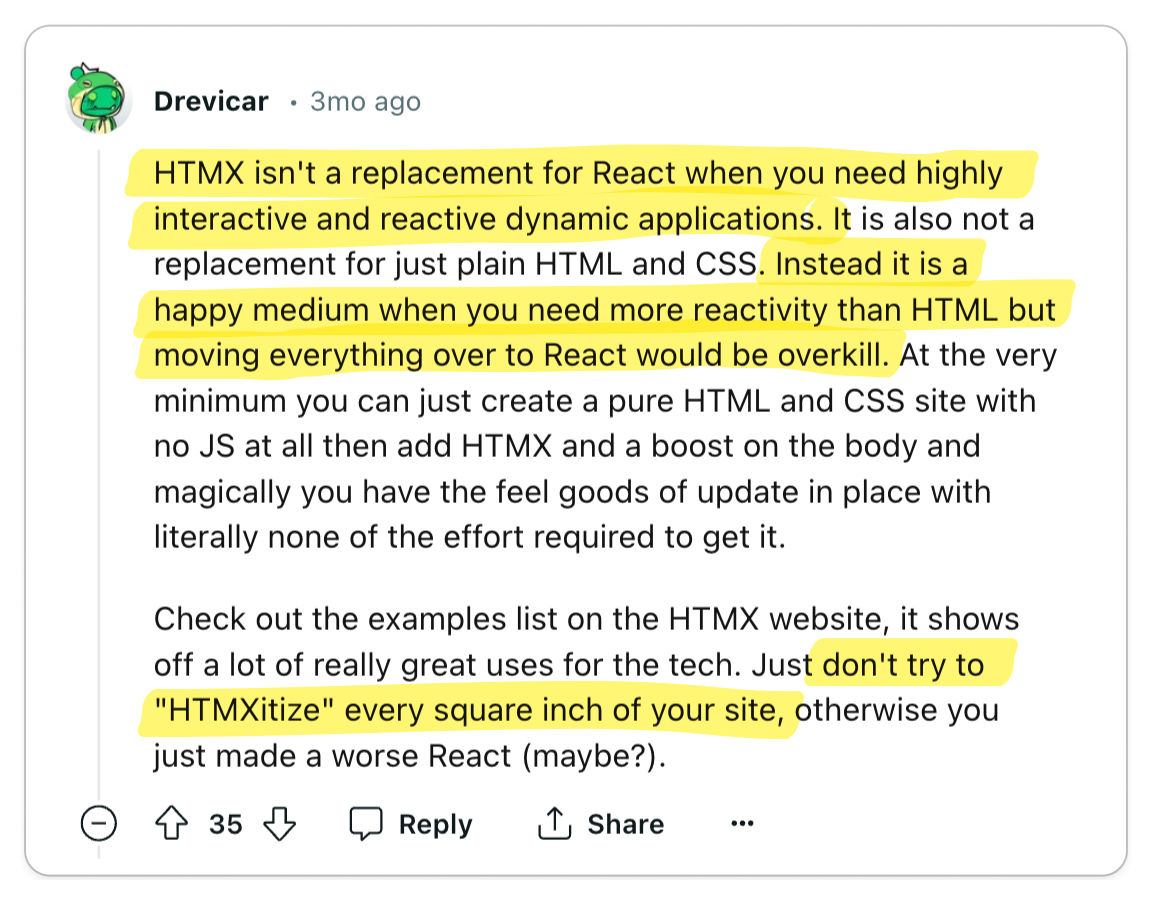 Drevicar • 3mo ago
HTMX isn't a replacement for React when you need highly
interactive and reactive dynamic applications. It is also not a
replacement for just plain HTML and CSS. Instead it is a
happy medium when you need more reactivity than HTML but
moving everything over to React would be overkill. At the very
minimum you can just create a pure HTML and CSS site with
no JS at all then add HTMX and a boost on the body and
magically you have the feel goods of update in place with
literally none of the effort required to get it.
Check out the examples list on the HTMX website, it shows
off a lot of really great uses for the tech. Just don't try to
"HTMXitize" every square inch of your site, otherwise you
just made a worse React (maybe?).
35 Reply Share ...